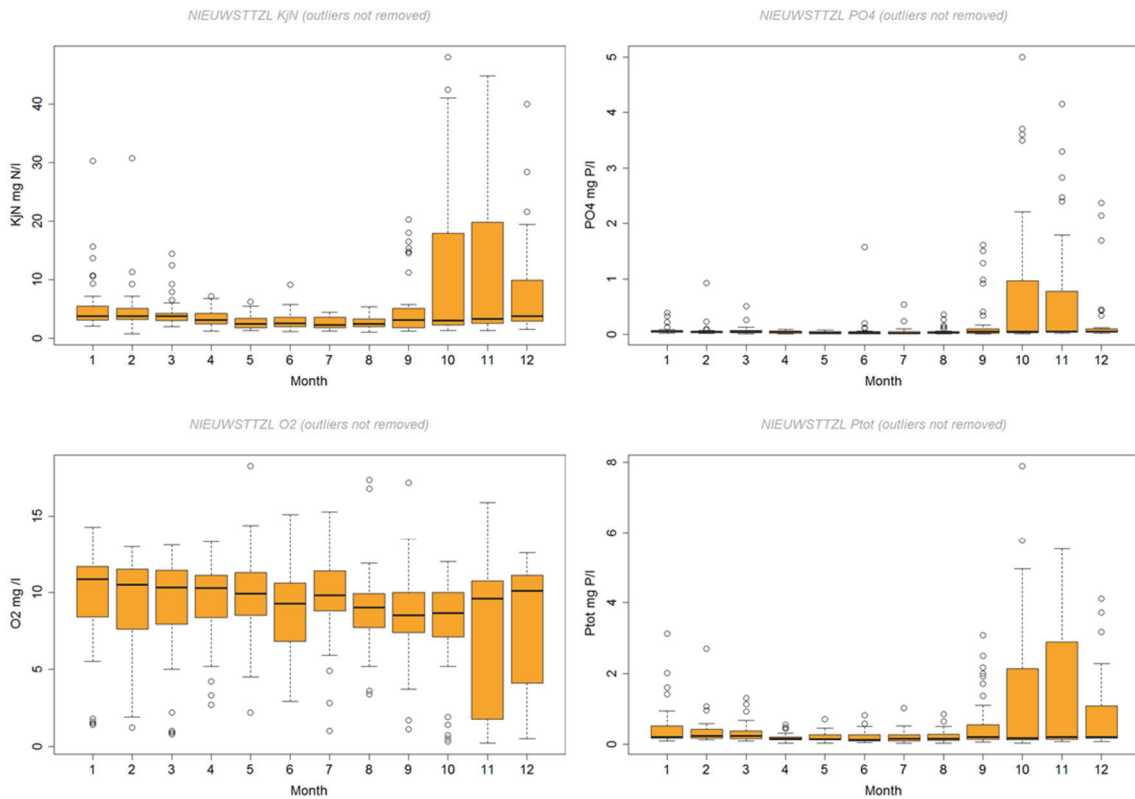 NIEUWSTTZL KjN (outliers not removed)
KjN mg N/l
40
30
20
10
0
1 2 3 4 5 6 7 8 9 10 11 12
Month
NIEUWSTTZL PO4 (outliers not removed)
PO4 mg P/l
5
4
3
2
1
0
1 2 3 4 5 6 7 8 9 10 11 12
Month
NIEUWSTTZL O2 (outliers not removed)
O2 mg /l
15
10
5
0
1 2 3 4 5 6 7 8 9 10 11 12
Month
NIEUWSTTZL Ptot (outliers not removed)
Ptot mg P/l
8
6
4
2
0
1 2 3 4 5 6 7 8 9 10 11 12
Month